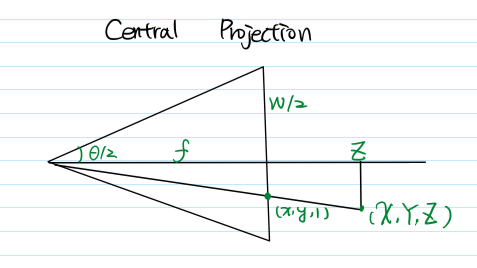 Central Projection
W/2
θ/2
f
Z
(x,y,1)
(X,Y,Z)